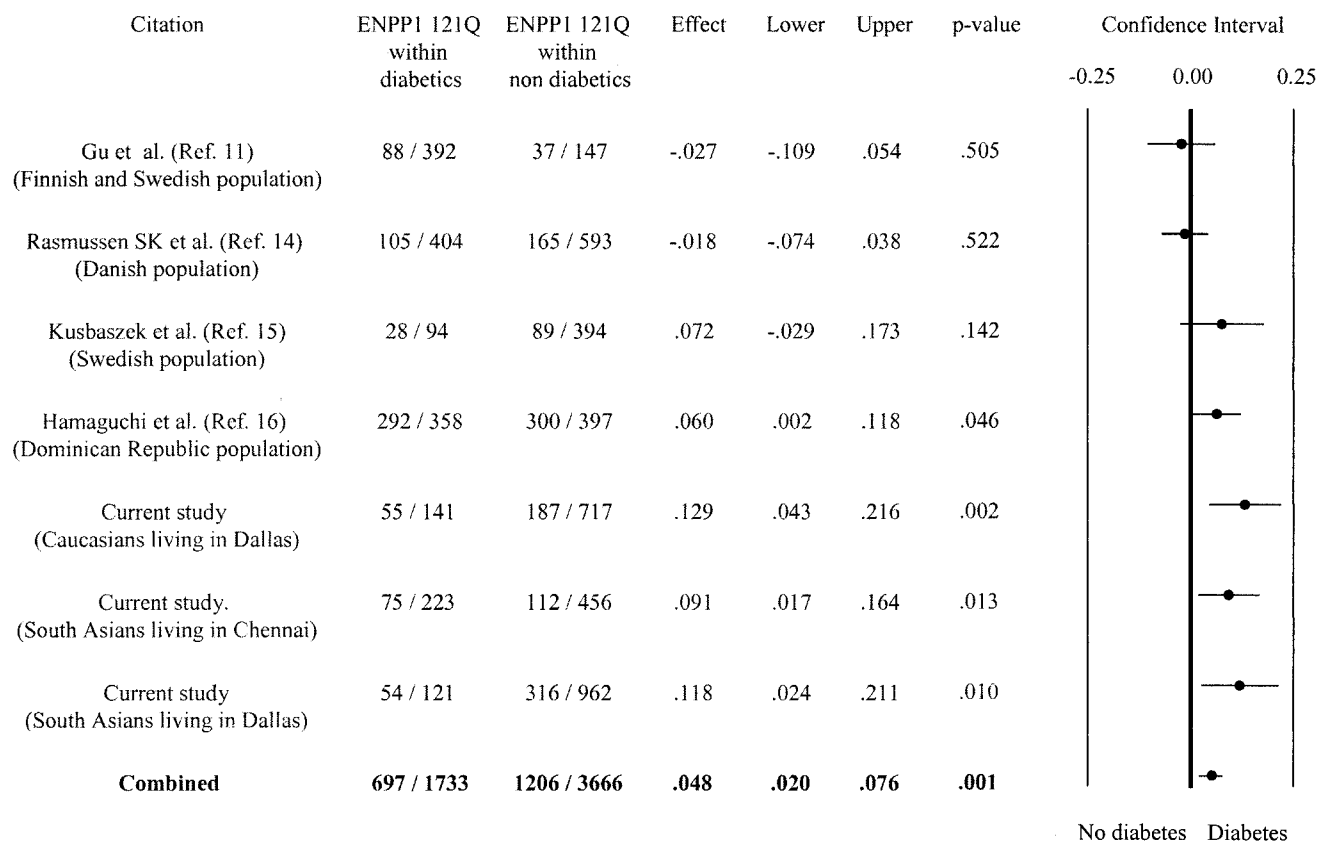 Citation ENPP1 121Q ENPP1 121Q Effect Lower Upper p-value Confidence Interval
within within
diabetics non diabetics
-0.25 0.00 0.25
Gu et al. (Ref. 11) 88 / 392 37 / 147 -.027 -.109 .054 .505
(Finnish and Swedish population)
Rasmussen SK et al. (Ref. 14) 105 / 404 165 / 593 -.018 -.074 .038 .522
(Danish population)
Kusbaszek et al. (Ref. 15) 28 / 94 89 / 394 .072 -.029 .173 .142
(Swedish population)
Hamaguchi et al. (Ref. 16) 292 / 358 300 / 397 .060 .002 .118 .046
(Dominican Republic population)
Current study 55 / 141 187 / 717 .129 .043 .216 .002
(Caucasians living in Dallas)
Current study. 75 / 223 112 / 456 .091 .017 .164 .013
(South Asians living in Chennai)
Current study 54 / 121 316 / 962 .118 .024 .211 .010
(South Asians living in Dallas)
Combined 697 / 1733 1206 / 3666 .048 .020 .076 .001
No diabetes Diabetes